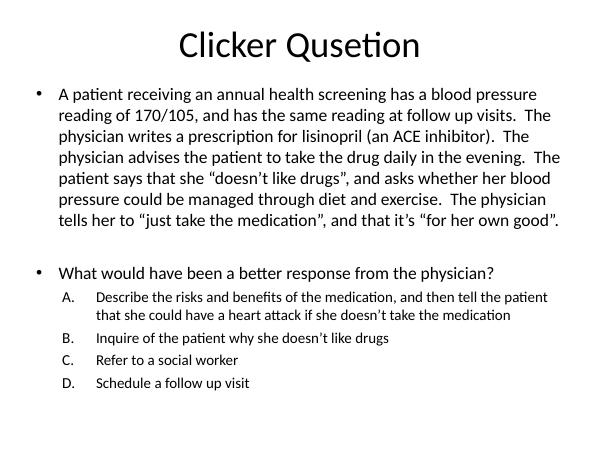 Clicker Qusetion
• A patient receiving an annual health screening has a blood pressure
reading of 170/105, and has the same reading at follow up visits.  The
physician writes a prescription for lisinopril (an ACE inhibitor).  The
physician advises the patient to take the drug daily in the evening.  The
patient says that she “doesn’t like drugs”, and asks whether her blood
pressure could be managed through diet and exercise.  The physician
tells her to “just take the medication”, and that it’s “for her own good”.
• What would have been a better response from the physician?
A. Describe the risks and benefits of the medication, and then tell the patient
that she could have a heart attack if she doesn’t take the medication
B. Inquire of the patient why she doesn’t like drugs
C. Refer to a social worker
D. Schedule a follow up visit